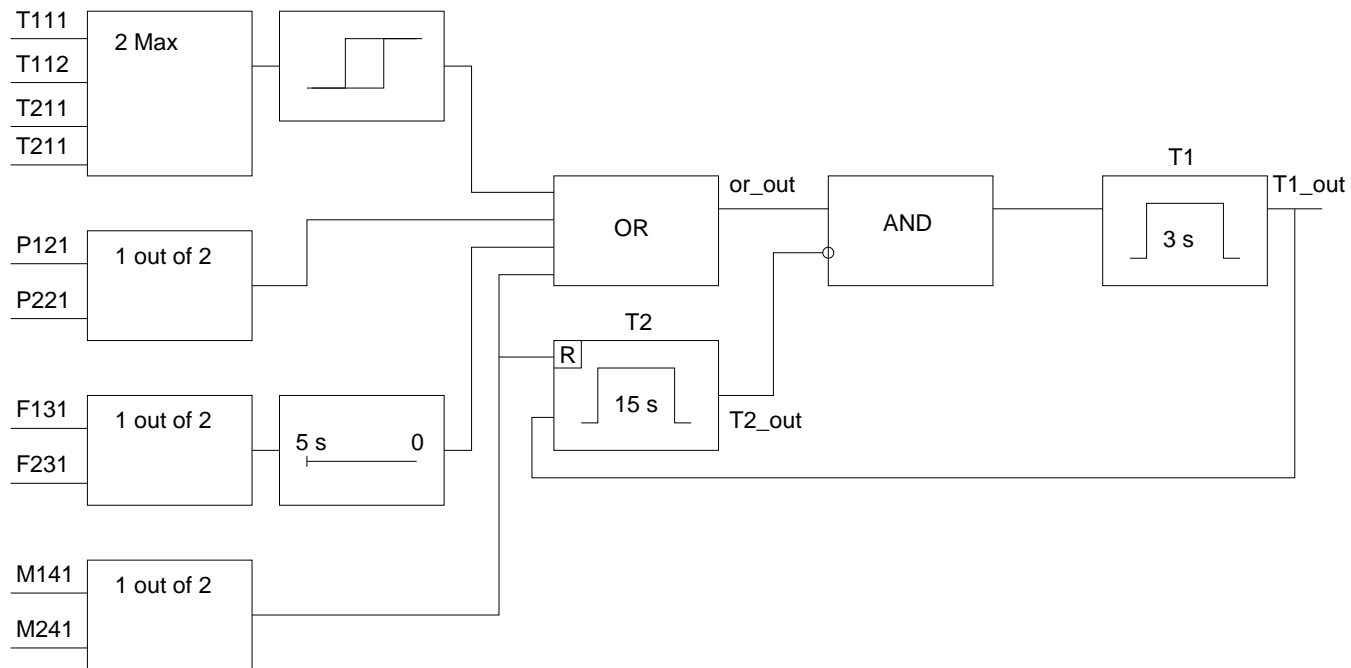 T111
T112
T211
T211
2 Max
P121
P221
1 out of 2
F131
F231
1 out of 2
5 s 0
M141
M241
1 out of 2
OR
or_out
AND
T1
3 s
T1_out
T2
R
15 s
T2_out